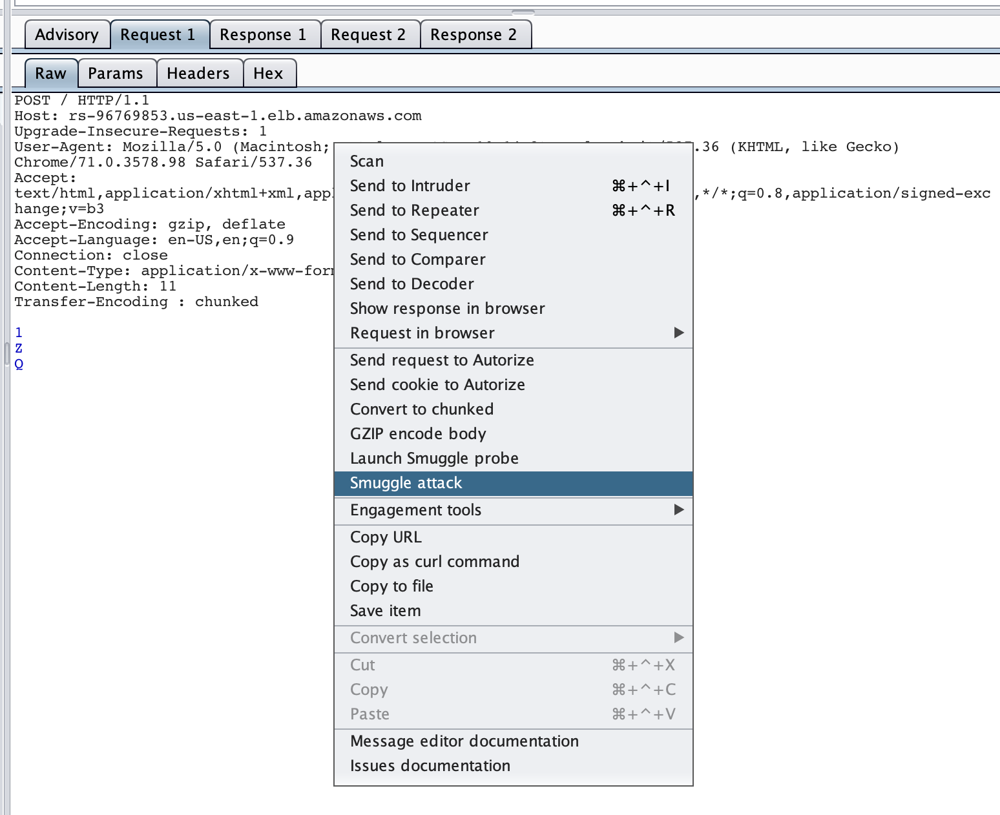 Advisory Request 1 Response 1 Request 2 Response 2
Raw Params Headers Hex
POST / HTTP/1.1
Host: rs-96769853.us-east-1.elb.amazonaws.com
Upgrade-Insecure-Requests: 1
User-Agent: Mozilla/5.0 (Macintosh; .36 (KHTML, like Gecko)
Chrome/71.0.3578.98 Safari/537.36
Accept:
text/html,application/xhtml+xml,appl ,*/*;q=0.8,application/signed-exc
hange;v=b3
Accept-Encoding: gzip, deflate
Accept-Language: en-US,en;q=0.9
Connection: close
Content-Type: application/x-www-for
Content-Length: 11
Transfer-Encoding : chunked
1
Z
Q
Scan
Send to Intruder ⌘+^+I
Send to Repeater ⌘+^+R
Send to Sequencer
Send to Comparer
Send to Decoder
Show response in browser
Request in browser ▶
Send request to Autorize
Send cookie to Autorize
Convert to chunked
GZIP encode body
Launch Smuggle probe
Smuggle attack
Engagement tools ▶
Copy URL
Copy as curl command
Copy to file
Save item
Convert selection ▶
Cut ⌘+^+X
Copy ⌘+^+C
Paste ⌘+^+V
Message editor documentation
Issues documentation